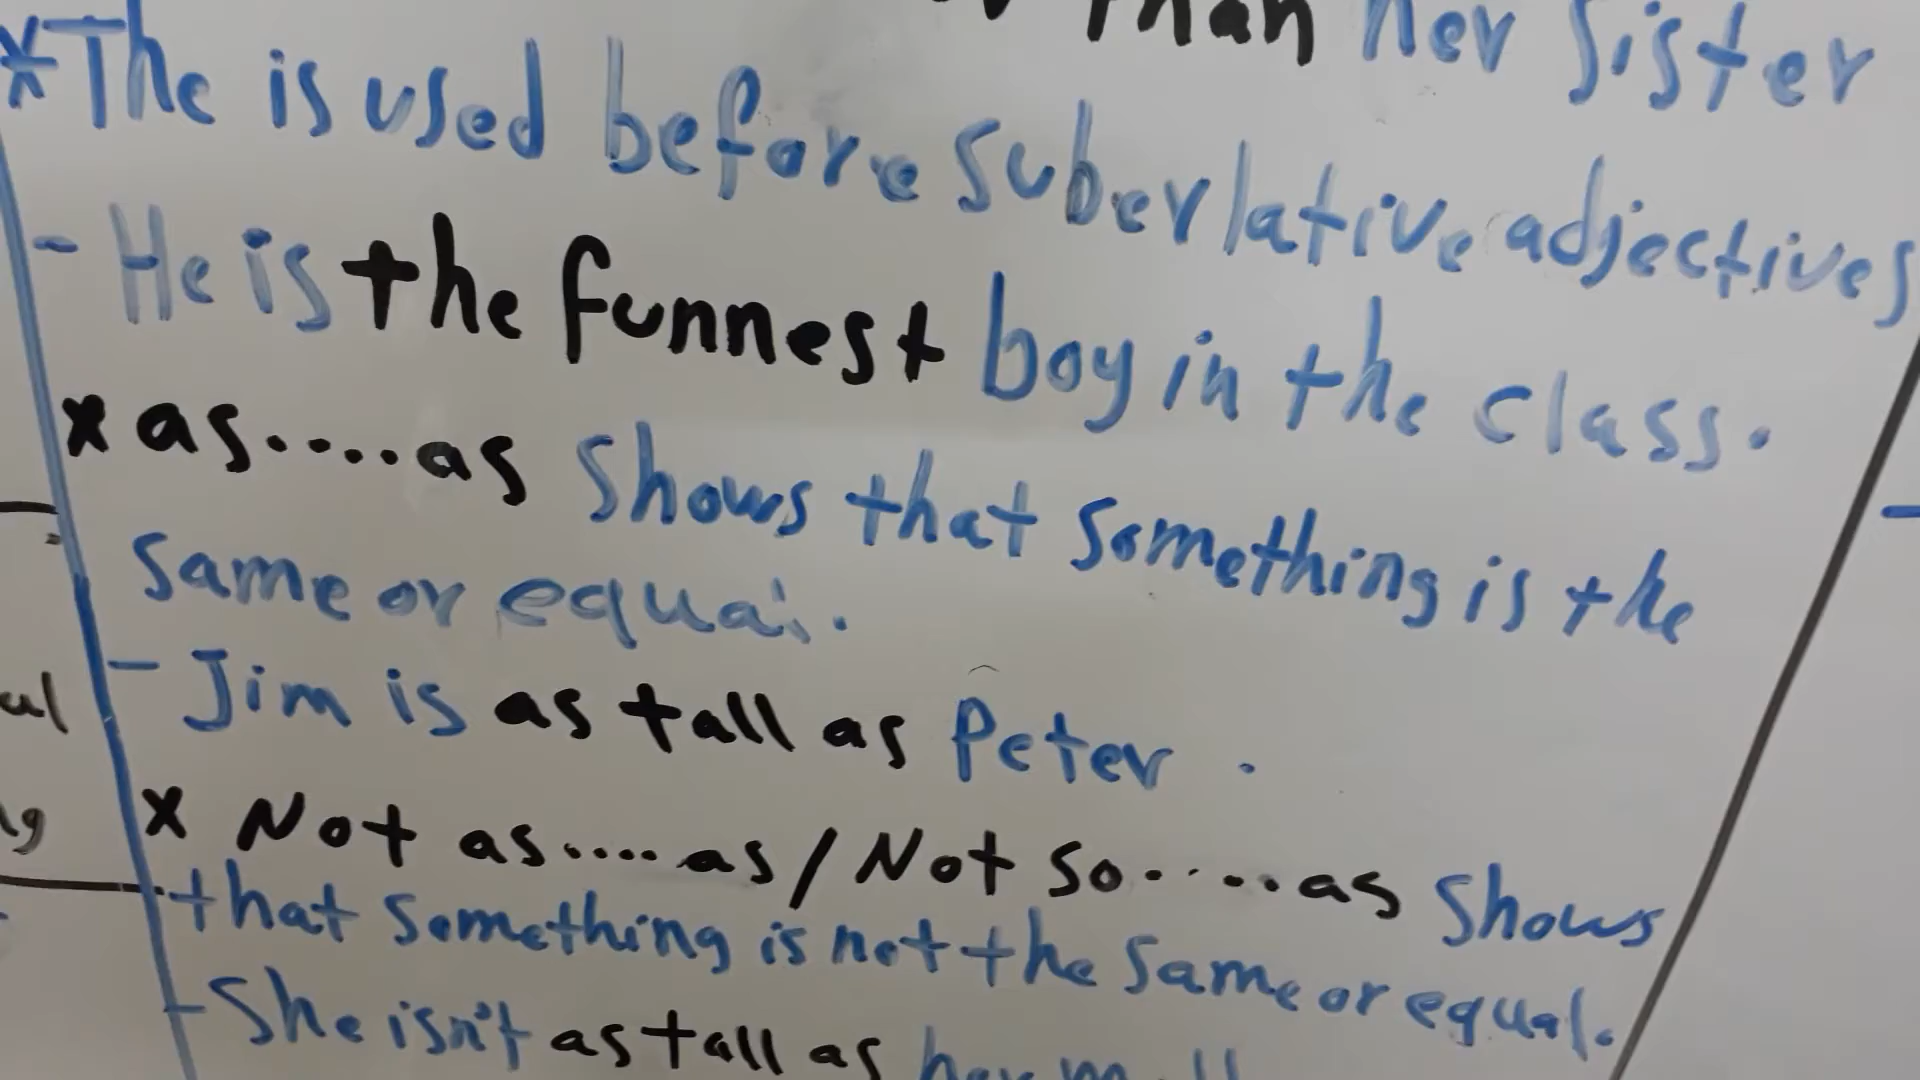 than her sister
*The is used before suberlative adjectives
- He is the funnest boy in the class.
x as....as shows that something is the
same or equal.
- Jim is as tall as Peter .
x Not as....as / Not so.....as shows
that something is not the same or equal.
- She isn't as tall as her